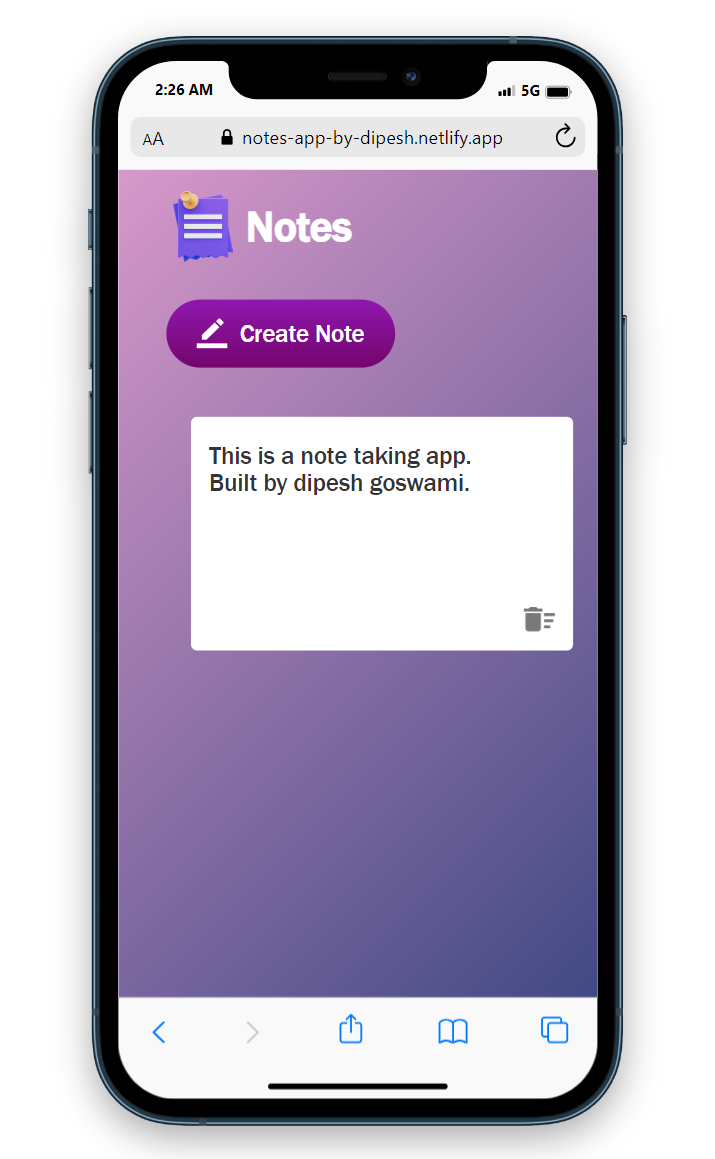 2:26 AM
5G
AA
notes-app-by-dipesh.netlify.app
Notes
Create Note
This is a note taking app.
Built by dipesh goswami.